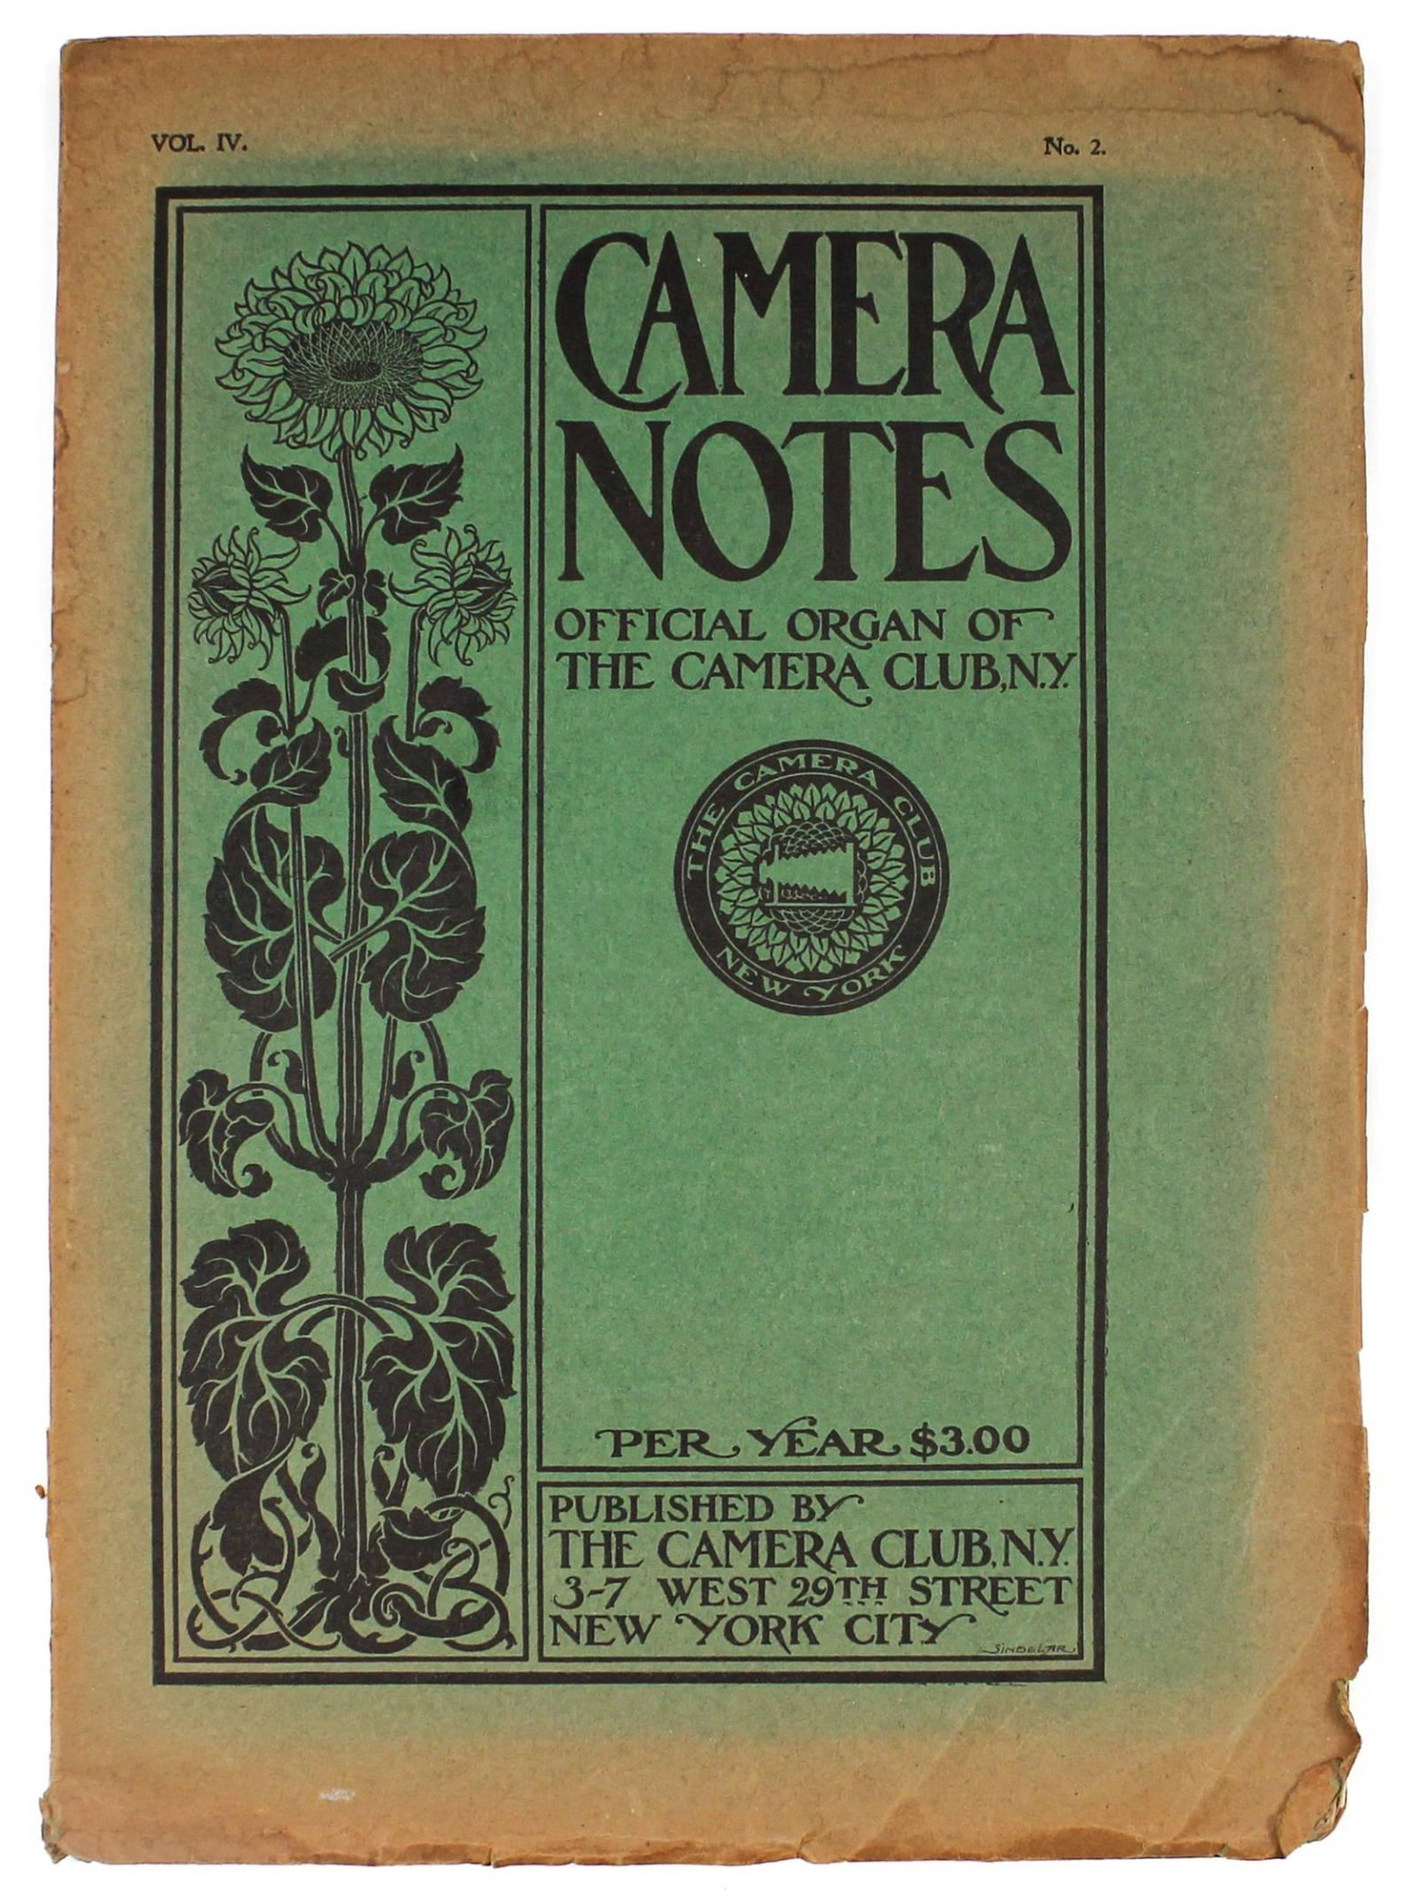 VOL. IV.
No. 2.
CAMERA
NOTES
OFFICIAL ORGAN OF
THE CAMERA CLUB, N.Y.
THE CAMERA CLUB
NEW YORK
PER YEAR $3.00
PUBLISHED BY
THE CAMERA CLUB, N.Y.
3-7 WEST 29TH STREET
NEW YORK CITY
SINDELAR